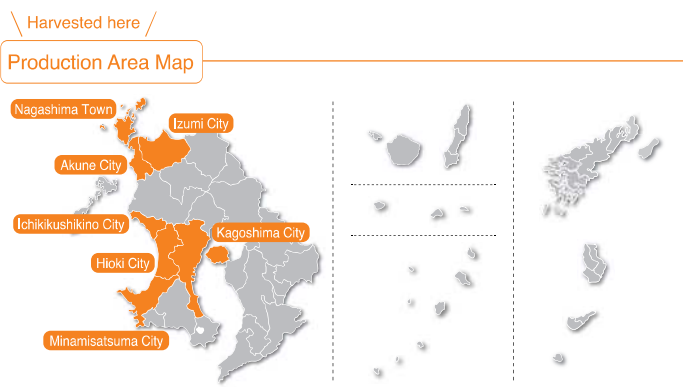 Harvested here
Production Area Map
Nagashima Town
Izumi City
Akune City
Ichikikushikino City
Kagoshima City
Hioki City
Minamisatsuma City